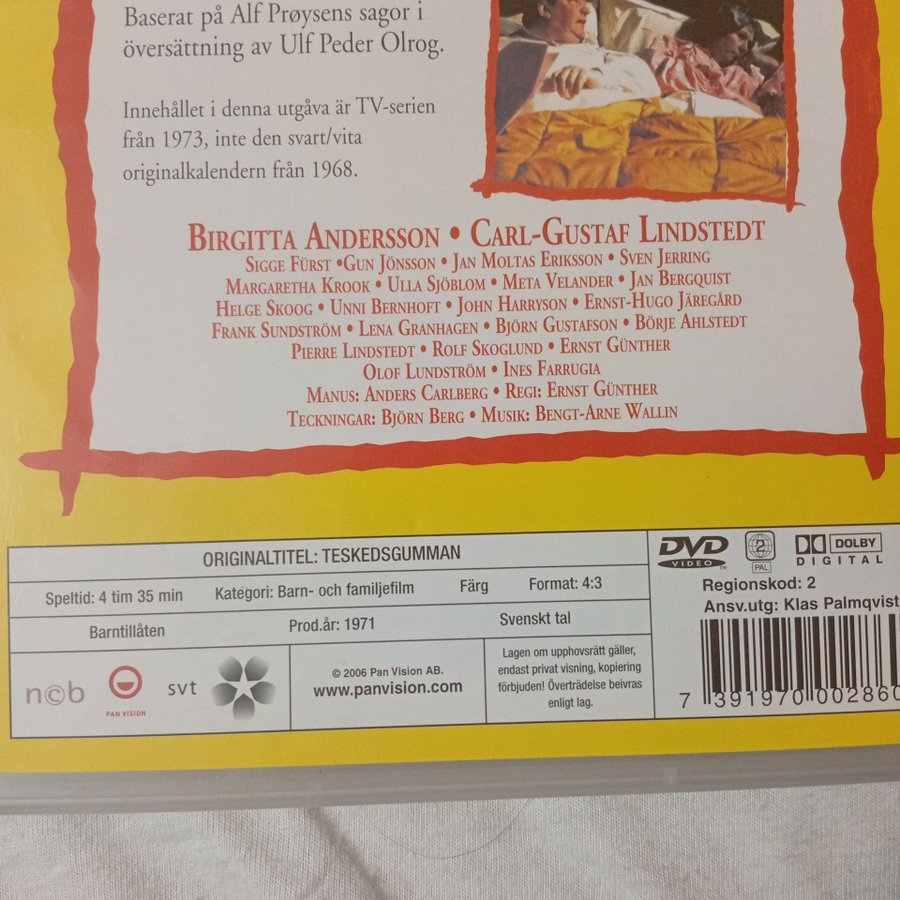 Baserat på Alf Prøysens sagor i
översättning av Ulf Peder Olrog.
Innehållet i denna utgåva är TV-serien
från 1973, inte den svart/vita
originalkalendern från 1968.
BIRGITTA ANDERSSON • CARL-GUSTAF LINDSTEDT
SIGGE FÜRST •GUN JÖNSSON • JAN MOLTAS ERIKSSON • SVEN JERRING
MARGARETHA KROOK • ULLA SJÖBLOM • META VELANDER • JAN BERGQUIST
HELGE SKOOG • UNNI BERNHOFT • JOHN HARRYSON • ERNST-HUGO JÄREGÅRD
FRANK SUNDSTRÖM • LENA GRANHAGEN • BJÖRN GUSTAFSON • BÖRJE AHLSTEDT
PIERRE LINDSTEDT • ROLF SKOGLUND • ERNST GÜNTHER
OLOF LUNDSTRÖM • INES FARRUGIA
MANUS: ANDERS CARLBERG • REGI: ERNST GÜNTHER
TECKNINGAR: BJÖRN BERG • MUSIK: BENGT-ARNE WALLIN
ORIGINALTITEL: TESKEDSGUMMAN
Speltid: 4 tim 35 min Kategori: Barn- och familjefilm Färg Format: 4:3
Barntillåten Prod.år: 1971 Svenskt tal
ncb
PAN VISION
svt
© 2006 Pan Vision AB.
www.panvision.com
Lagen om upphovsrätt gäller,
endast privat visning, kopiering
förbjuden! Överträdelse beivras
enligt lag.
DVD
VIDEO™
2
PAL
DOLBY
DIGITAL
Regionskod: 2
Ansv.utg: Klas Palmqvist
7 391970 002860